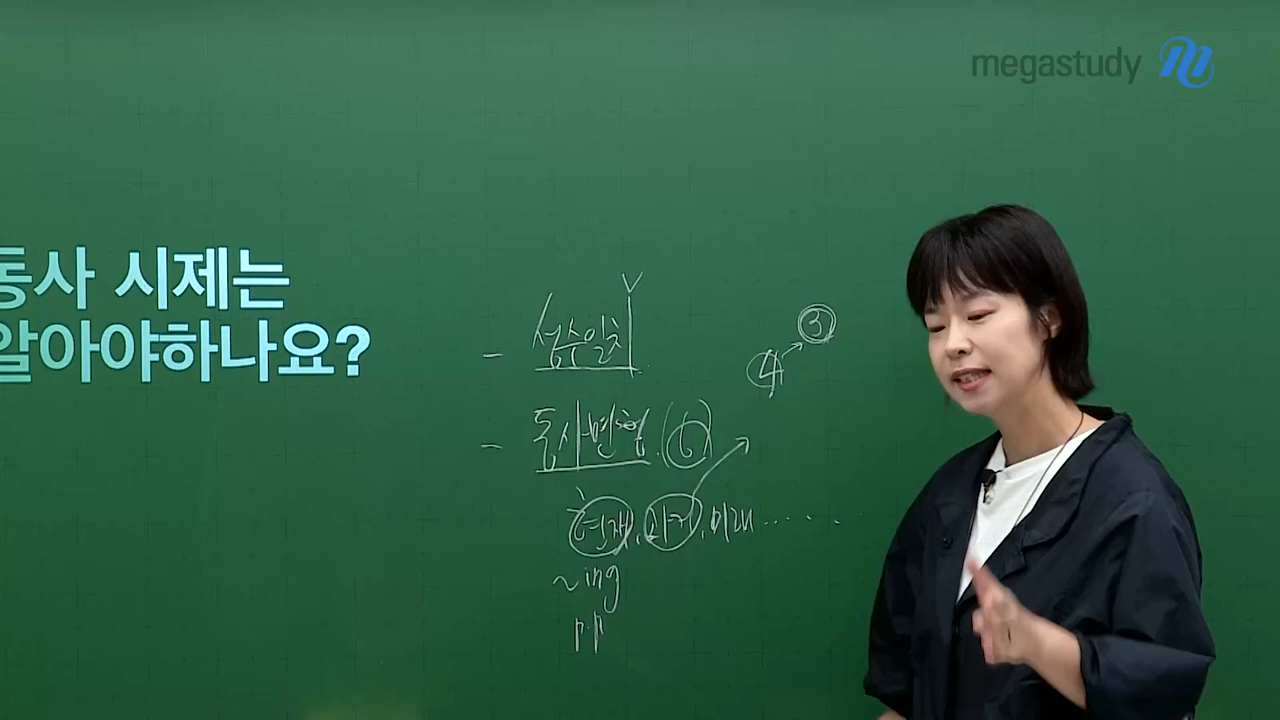 megastudy
동사 시제는
알아야하나요?
V
- 성수일치
③
④
- 동사변형 (6)
현재, 과거, 미래 ......
~ing
p.p